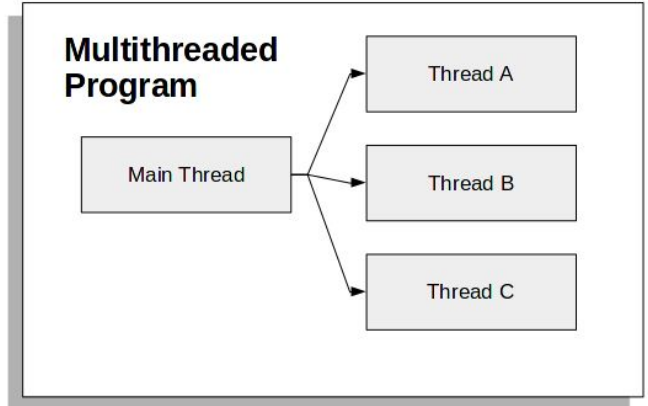 Multithreaded
Program
Main Thread
Thread A
Thread B
Thread C